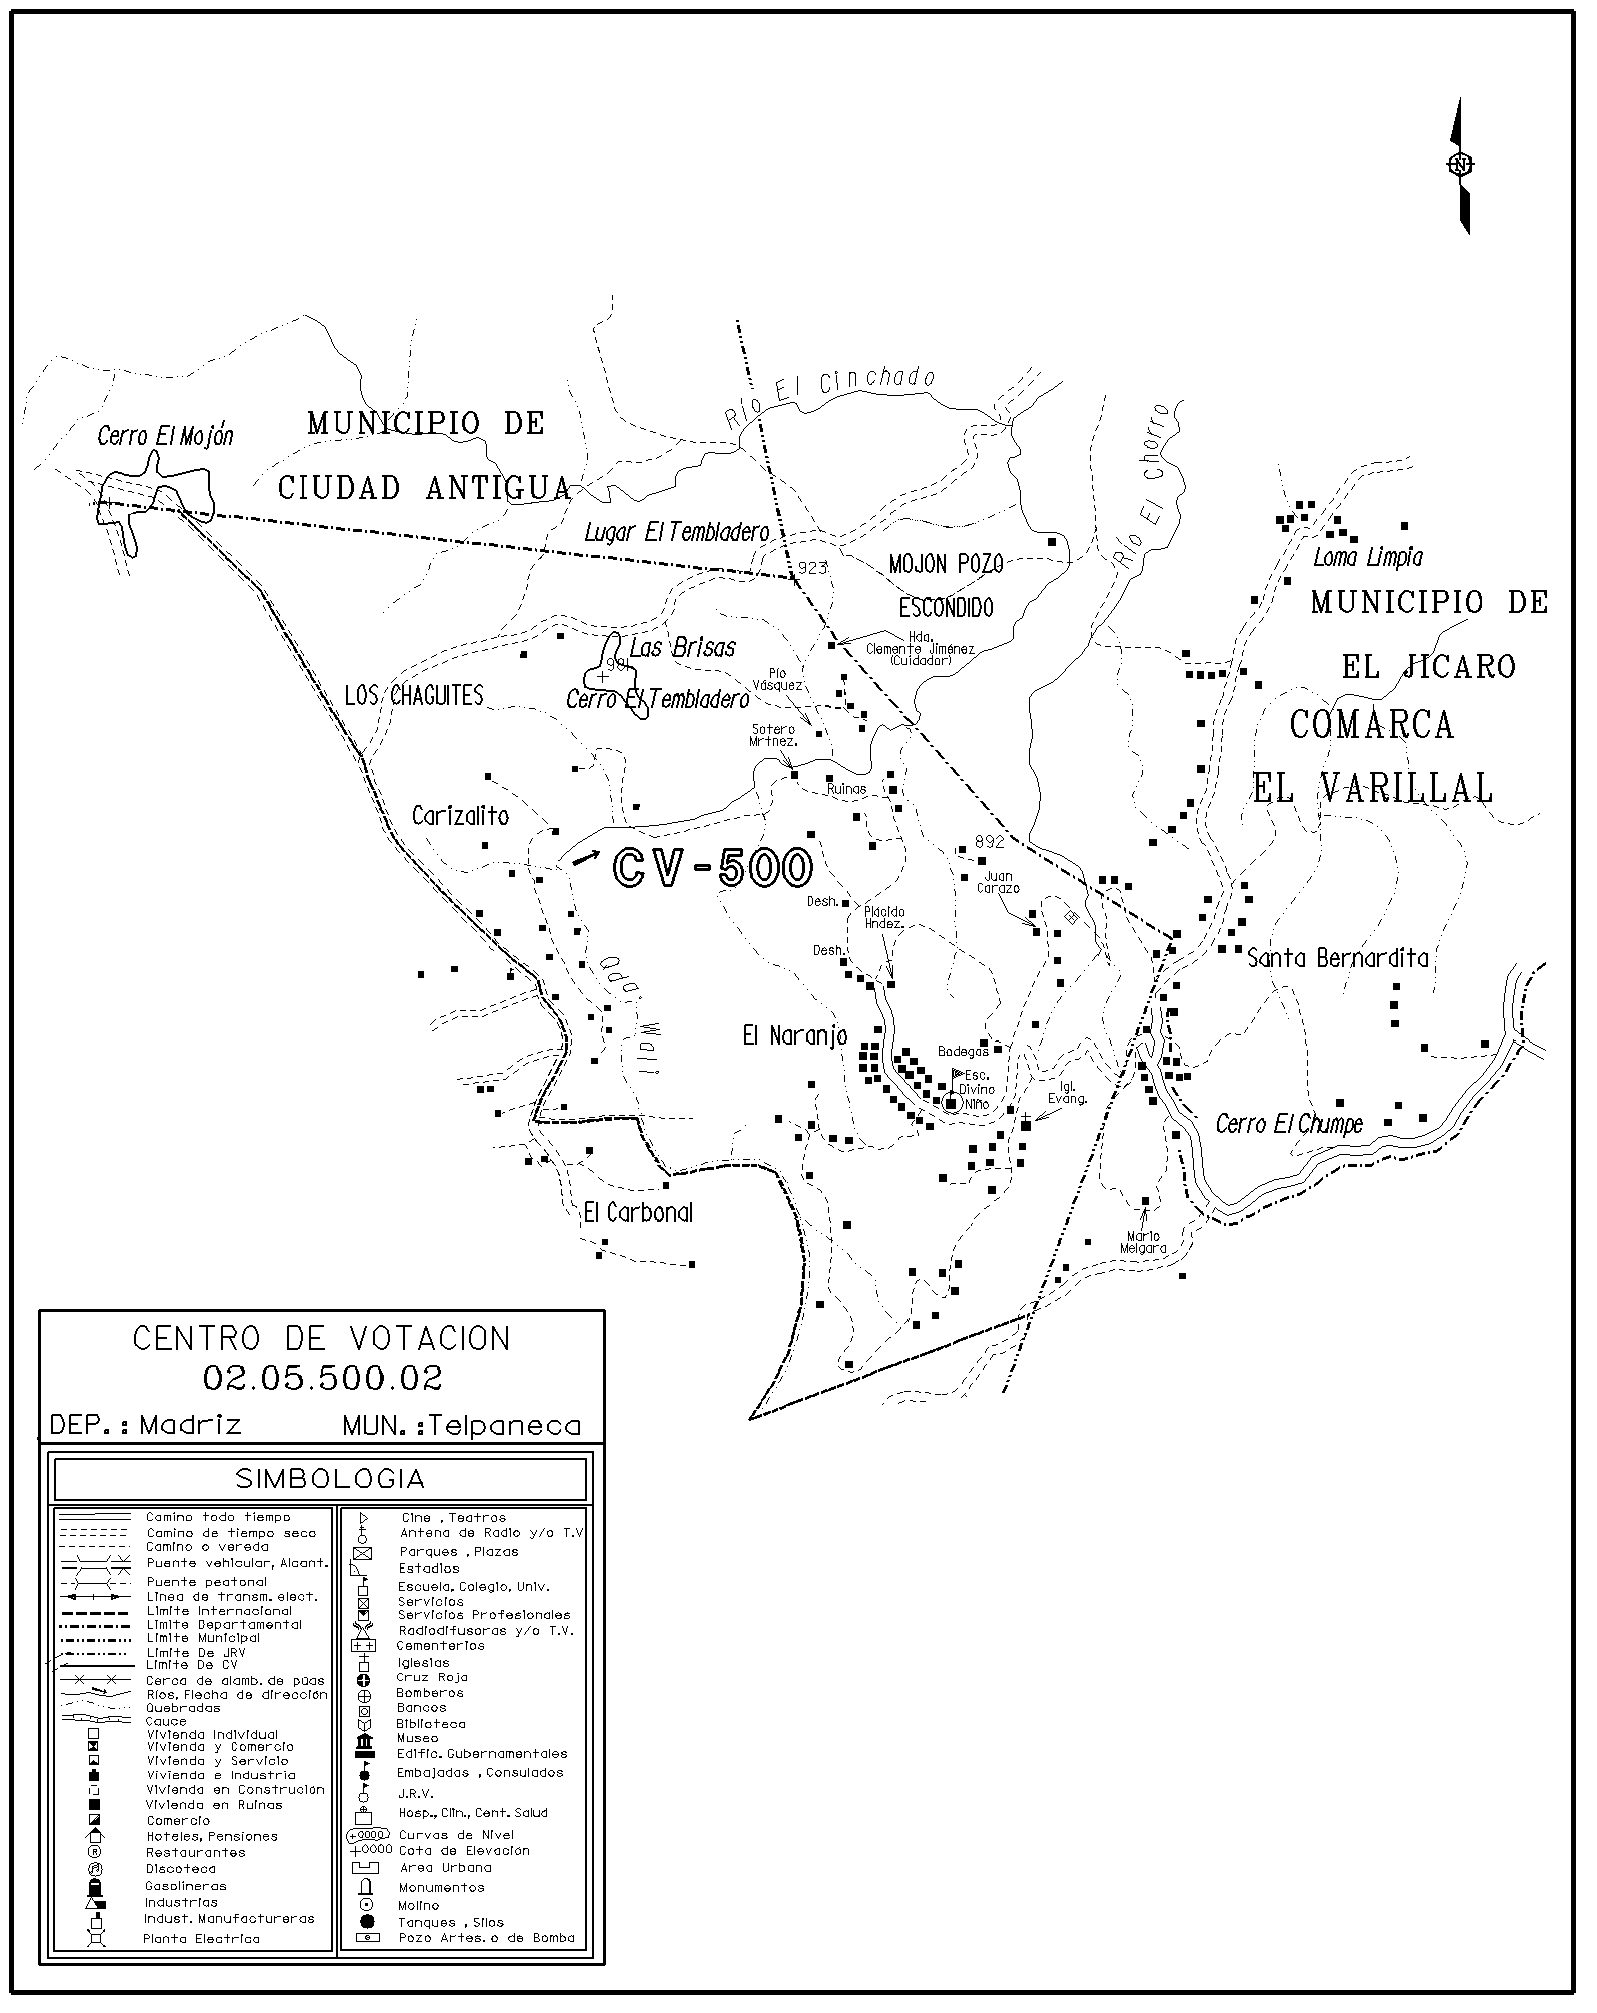 N
Río El Cinchado
Río El Chorro
Cerro El Mojón
MUNICIPIO DE
CIUDAD ANTIGUA
Lugar El Tembladero
923
MOJON POZO
ESCONDIDO
Loma Limpia
MUNICIPIO DE
EL JICARO
COMARCA
EL VARILLAL
Hda.
Clemente Jiménez
(Cuidador)
Las Brisas
901
Cerro El Tembladero
LOS CHAGUITES
Pío
Vásquez
Sotero
Mrtnez.
Ruinas
Carizalito
CV-500
892
Juan
Carazo
Desh.
Plácido
Hndez.
Desh.
Santa Bernardita
Qda. Wilall
El Naranjo
Bodegas
Esc.
Divino
Niño
Igl.
Evang.
Cerro El Chumpe
El Carbonal
Mario
Melgara
CENTRO DE VOTACION
02.05.500.02
DEP.: Madriz MUN.:Telpaneca
SIMBOLOGIA
Camino todo tiempo
Camino de tiempo seco
Camino o vereda
Puente vehicular, Alcant.
Puente peatonal
Linea de transm. elect.
Limite Internacional
Limite Departamental
Limite Municipal
Limite De JRV
Limite De CV
Cerca de alamb. de púas
Ríos, Flecha de dirección
Quebradas
Cauce
Vivienda Individual
Vivienda y Comercio
Vivienda y Servicio
Vivienda e Industria
Vivienda en Construción
Vivienda en Ruinas
Comercio
Hoteles, Pensiones
R Restaurantes
Discoteca
Gasolineras
Industrias
Indust. Manufactureras
Planta Electrica
Cine , Teatros
Antena de Radio y/o T.V
Parques , Plazas
Estadios
Escuela, Colegio, Univ.
Servicios
Servicios Profesionales
Radiodifusoras y/o T.V.
Cementerios
Iglesias
Cruz Roja
Bomberos
Bancos
Biblioteca
Museo
Edific. Gubernamentales
Embajadas , Consulados
J.R.V.
Hosp., Clin., Cent. Salud
+0000 Curvas de Nivel
+0000 Cota de Elevación
Area Urbana
Monumentos
Molino
Tanques , Silos
Pozo Artes. o de Bomba